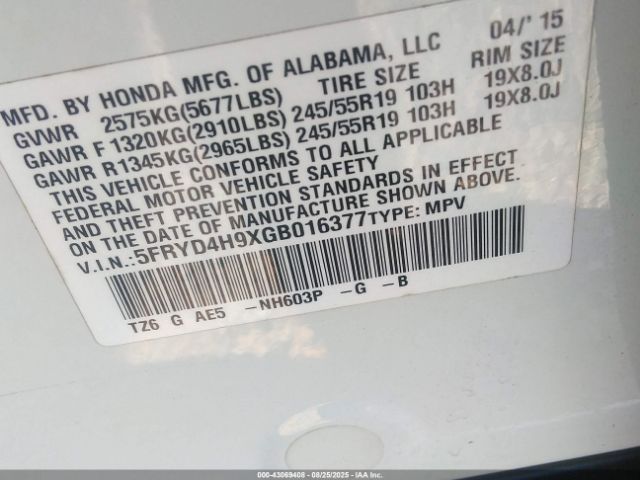 MFD. BY HONDA MFG. OF ALABAMA, LLC 04/' 15
GVWR 2575KG(5677LBS) TIRE SIZE RIM SIZE
GAWR F 1320KG(2910LBS) 245/55R19 103H 19X8.0J
GAWR R1345KG(2965LBS) 245/55R19 103H 19X8.0J
THIS VEHICLE CONFORMS TO ALL APPLICABLE
FEDERAL MOTOR VEHICLE SAFETY
AND THEFT PREVENTION STANDARDS IN EFFECT
ON THE DATE OF MANUFACTURE SHOWN ABOVE.
V.I.N.:5FRYD4H9XGB016377TYPE: MPV
TZ6 G AE5 -NH603P -G -B
000-43069408 - 08/25/2025 - IAAI.com